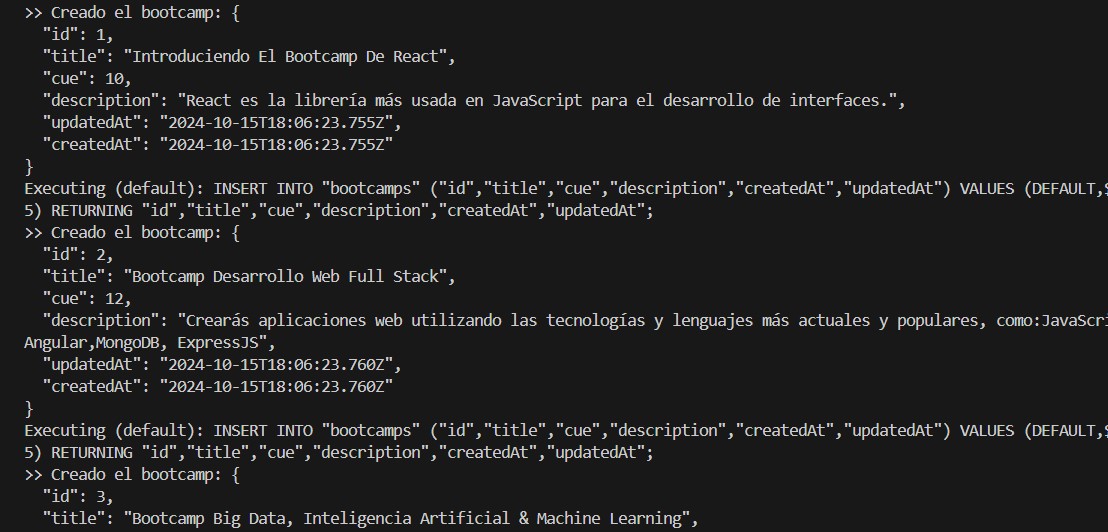 >> Creado el bootcamp: {
  "id": 1,
  "title": "Introduciendo El Bootcamp De React",
  "cue": 10,
  "description": "React es la librería más usada en JavaScript para el desarrollo de interfaces.",
  "updatedAt": "2024-10-15T18:06:23.755Z",
  "createdAt": "2024-10-15T18:06:23.755Z"
}
Executing (default): INSERT INTO "bootcamps" ("id","title","cue","description","createdAt","updatedAt") VALUES (DEFAULT,$
5) RETURNING "id","title","cue","description","createdAt","updatedAt";
>> Creado el bootcamp: {
  "id": 2,
  "title": "Bootcamp Desarrollo Web Full Stack",
  "cue": 12,
  "description": "Crearás aplicaciones web utilizando las tecnologías y lenguajes más actuales y populares, como:JavaScri
Angular,MongoDB, ExpressJS",
  "updatedAt": "2024-10-15T18:06:23.760Z",
  "createdAt": "2024-10-15T18:06:23.760Z"
}
Executing (default): INSERT INTO "bootcamps" ("id","title","cue","description","createdAt","updatedAt") VALUES (DEFAULT,$
5) RETURNING "id","title","cue","description","createdAt","updatedAt";
>> Creado el bootcamp: {
  "id": 3,
  "title": "Bootcamp Big Data, Inteligencia Artificial & Machine Learning",